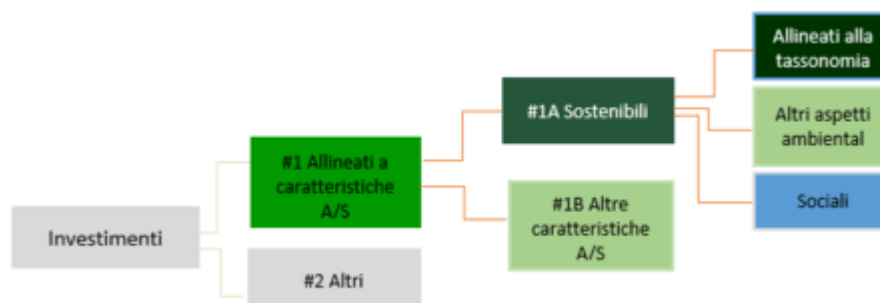 Investimenti
#1 Allineati a
caratteristiche
A/S
#2 Altri
#1A Sostenibili
#1B Altre
caratteristiche
A/S
Allineati alla
tassonomia
Altri aspetti
ambiental
Sociali